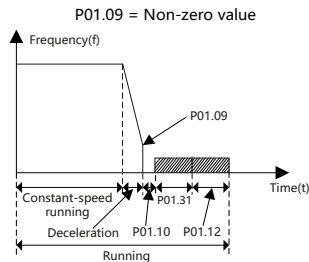 P01.09 = Non-zero value
Frequency(f)
P01.09
Time(t)
Constant-speed
running
P01.31
Deceleration
P01.10
P01.12
Running